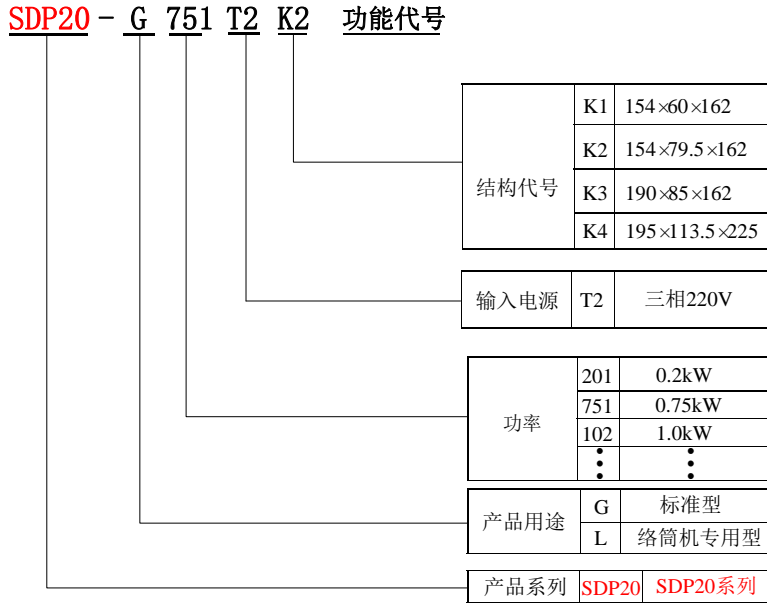 SDP20 - G 751 T2 K2 功能代号
结构代号
K1 154×60×162
K2 154×79.5×162
K3 190×85×162
K4 195×113.5×225
输入电源 T2 三相220V
功率
201 0.2kW
751 0.75kW
102 1.0kW
⋮ ⋮
产品用途
G 标准型
L 络筒机专用型
产品系列 SDP20 SDP20系列